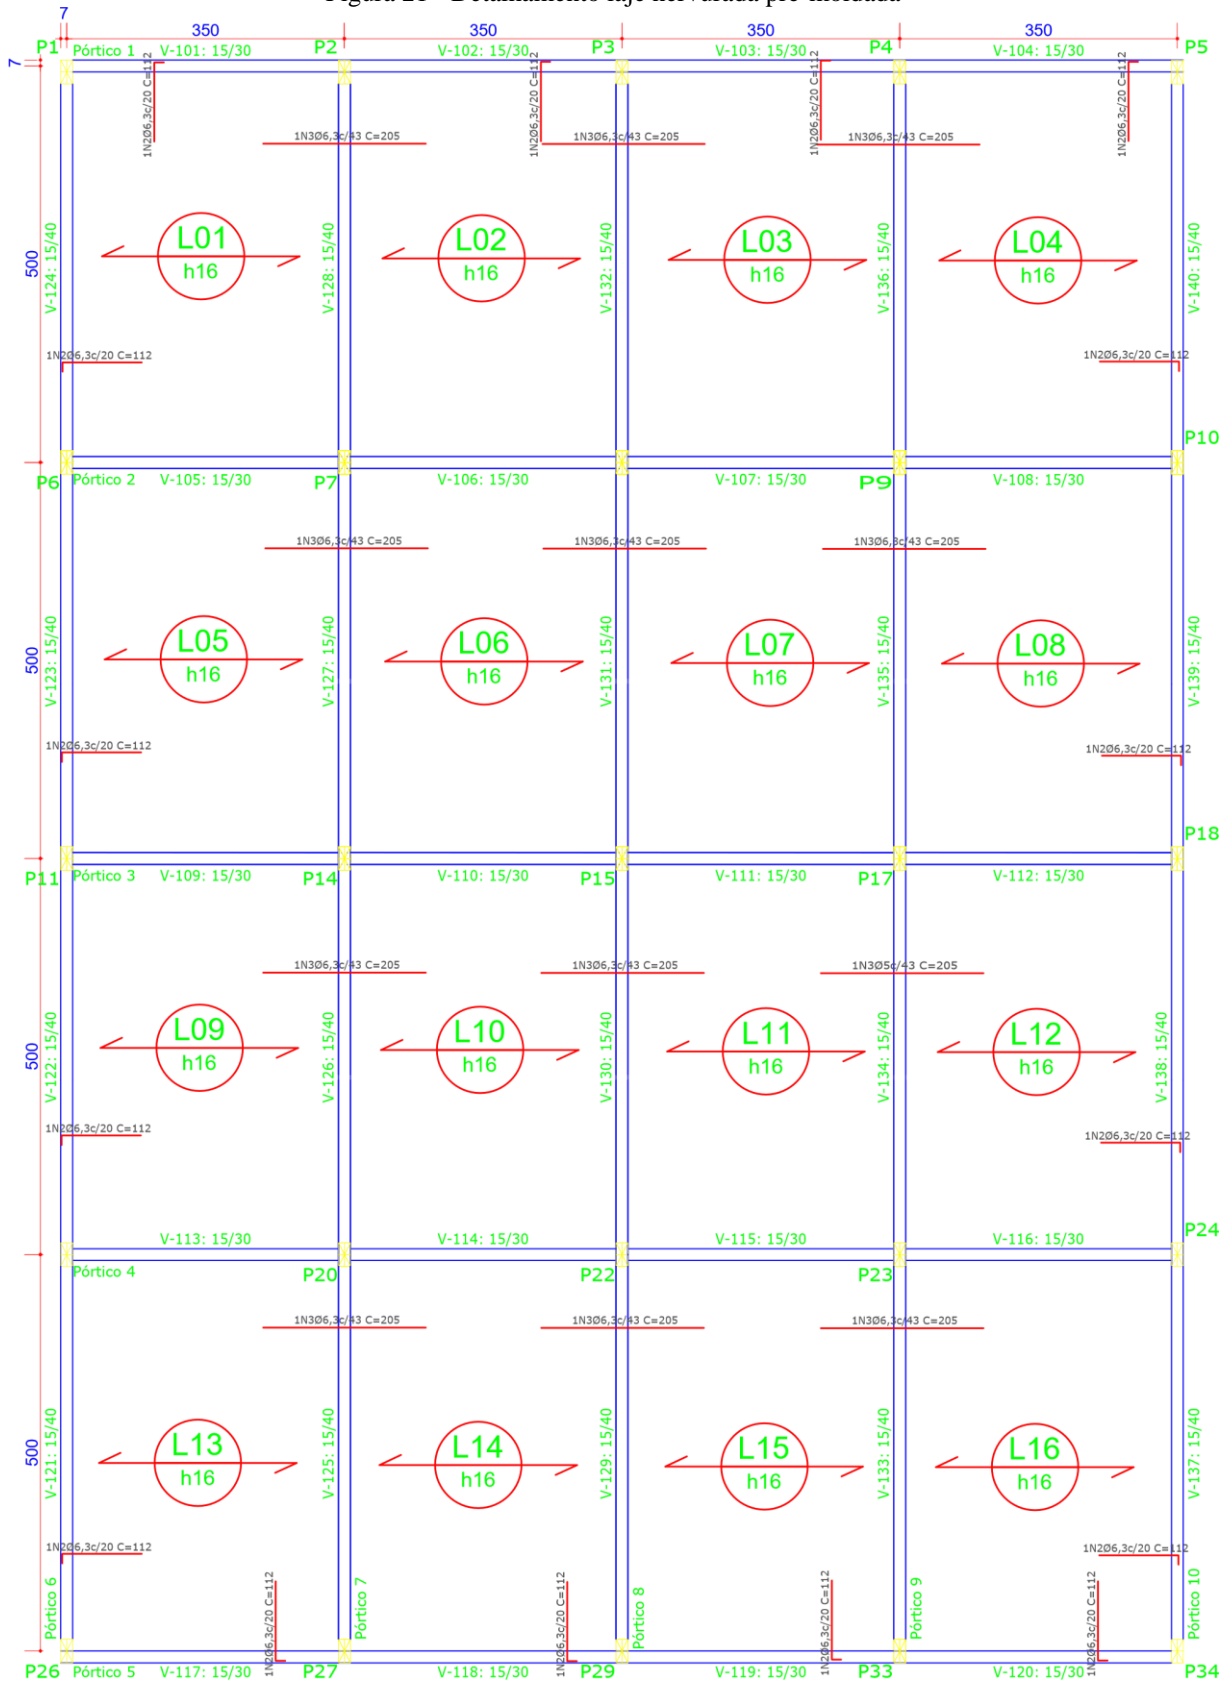 7
350
350
350
350
P1
Pórtico 1
V-101: 15/30
P2
V-102: 15/30
P3
V-103: 15/30
P4
V-104: 15/30
P5
7
1N2Ø6,3c/20 C=112
1N2Ø6,3c/20 C=112
1N2Ø6,3c/20 C=112
1N2Ø6,3c/20 C=112
1N3Ø6,3c/43 C=205
1N3Ø6,3c/43 C=205
1N3Ø6,3c/43 C=205
500
V-124: 15/40
L01
h16
V-128: 15/40
L02
h16
V-132: 15/40
L03
h16
V-136: 15/40
L04
h16
V-140: 15/40
1N2Ø6,3c/20 C=112
1N2Ø6,3c/20 C=112
P10
P6
Pórtico 2
V-105: 15/30
P7
V-106: 15/30
V-107: 15/30
P9
V-108: 15/30
1N3Ø6,3c/43 C=205
1N3Ø6,3c/43 C=205
1N3Ø6,3c/43 C=205
500
V-123: 15/40
L05
h16
V-127: 15/40
L06
h16
V-131: 15/40
L07
h16
V-135: 15/40
L08
h16
V-139: 15/40
1N2Ø6,3c/20 C=112
1N2Ø6,3c/20 C=112
P18
P11
Pórtico 3
V-109: 15/30
P14
V-110: 15/30
P15
V-111: 15/30
P17
V-112: 15/30
1N3Ø6,3c/43 C=205
1N3Ø6,3c/43 C=205
1N3Ø5c/43 C=205
500
V-122: 15/40
L09
h16
V-126: 15/40
L10
h16
V-130: 15/40
L11
h16
V-134: 15/40
L12
h16
V-138: 15/40
1N2Ø6,3c/20 C=112
1N2Ø6,3c/20 C=112
P24
V-113: 15/30
V-114: 15/30
V-115: 15/30
V-116: 15/30
Pórtico 4
P20
P22
P23
1N3Ø6,3c/43 C=205
1N3Ø6,3c/43 C=205
1N3Ø6,3c/43 C=205
500
V-121: 15/40
L13
h16
V-125: 15/40
L14
h16
V-129: 15/40
L15
h16
V-133: 15/40
L16
h16
V-137: 15/40
1N2Ø6,3c/20 C=112
1N2Ø6,3c/20 C=112
Pórtico 6
1N2Ø6,3c/20 C=112
Pórtico 7
1N2Ø6,3c/20 C=112
Pórtico 8
1N2Ø6,3c/20 C=112
Pórtico 9
1N2Ø6,3c/20 C=112
Pórtico 10
P26
Pórtico 5
V-117: 15/30
P27
V-118: 15/30
P29
V-119: 15/30
P33
V-120: 15/30
P34